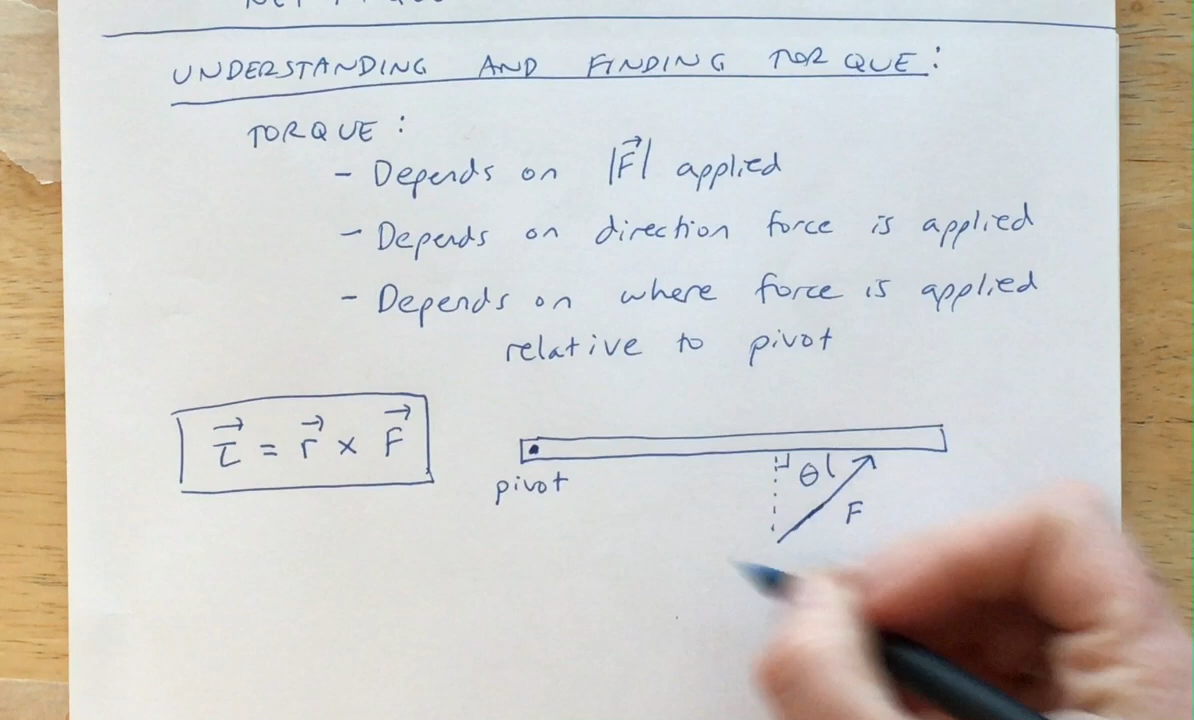 UNDERSTANDING AND FINDING TORQUE:
TORQUE:
- Depends on |F⃗| applied
- Depends on direction force is applied
- Depends on where force is applied
relative to pivot
τ⃗ = r⃗ × F⃗
pivot
θ
F